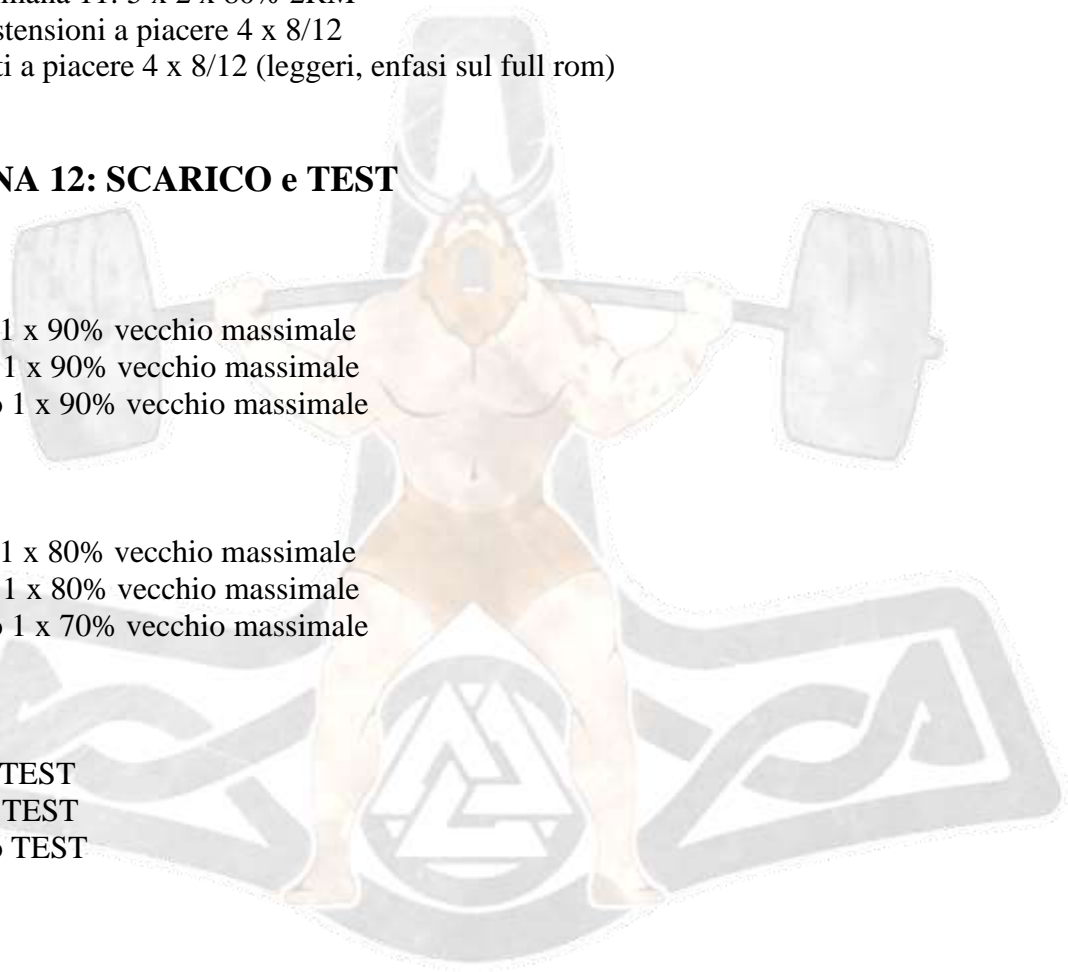 mana 11: 5 x 2 x 80% 2RM
stensioni a piacere 4 x 8/12
ti a piacere 4 x 8/12 (leggeri, enfasi sul full rom)
NA 12: SCARICO e TEST
1 x 90% vecchio massimale
1 x 90% vecchio massimale
o 1 x 90% vecchio massimale
1 x 80% vecchio massimale
1 x 80% vecchio massimale
o 1 x 70% vecchio massimale
TEST
TEST
o TEST